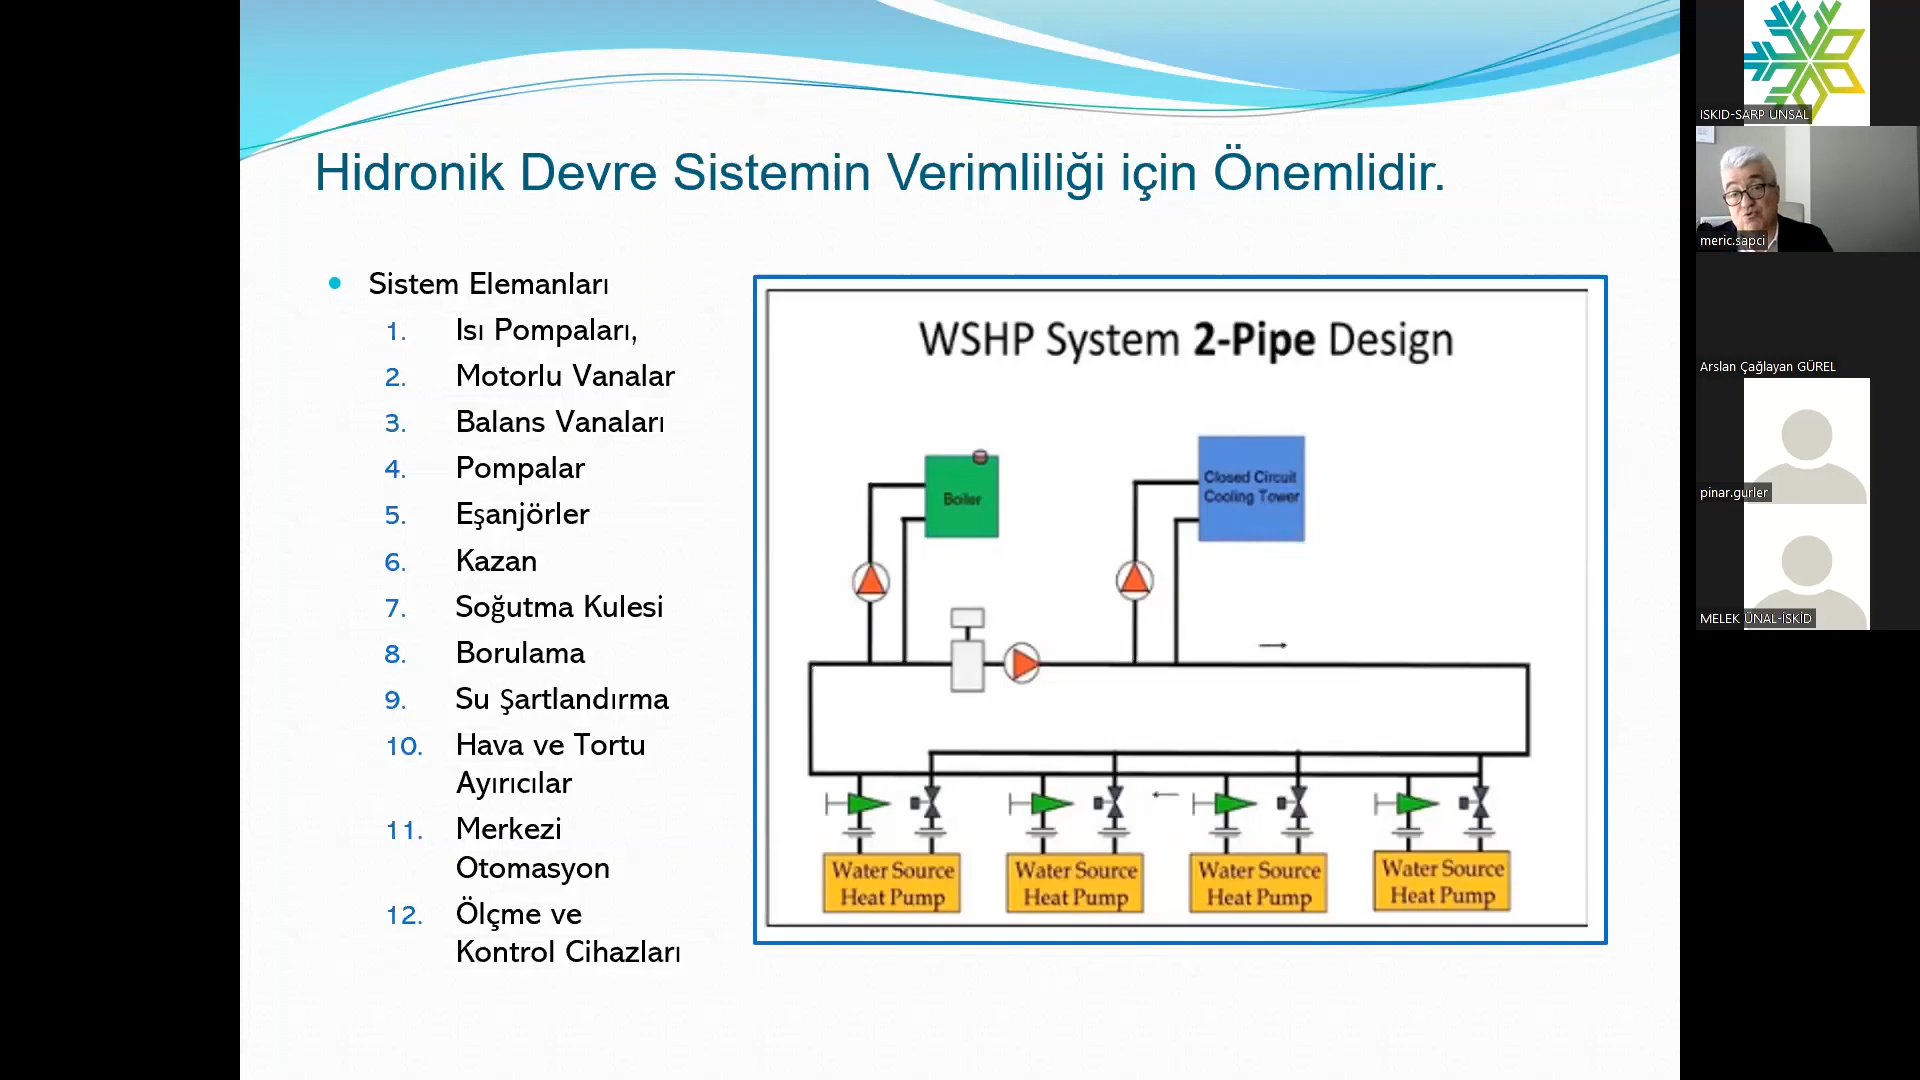 Hidronik Devre Sistemin Verimliliği için Önemlidir.
• Sistem Elemanları
1. Isı Pompaları,
2. Motorlu Vanalar
3. Balans Vanaları
4. Pompalar
5. Eşanjörler
6. Kazan
7. Soğutma Kulesi
8. Borulama
9. Su Şartlandırma
10. Hava ve Tortu
Ayırıcılar
11. Merkezi
Otomasyon
12. Ölçme ve
Kontrol Cihazları
WSHP System 2-Pipe Design
Boiler
Closed Circuit
Cooling Tower
Water Source
Heat Pump
Water Source
Heat Pump
Water Source
Heat Pump
Water Source
Heat Pump
ISKID-SARP UNSAL
meric.sapci
Arslan Çağlayan GÜREL
pinar.gurler
MELEK ÜNAL-İSKİD